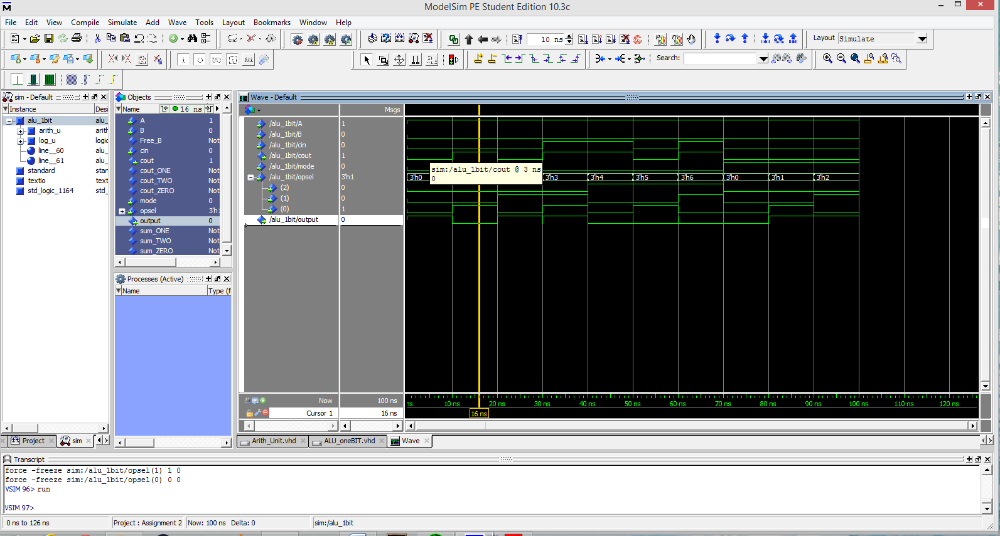 ModelSim PE Student Edition 10.3c
File Edit View Compile Simulate Add Wave Tools Layout Bookmarks Window Help
10 ns
Layout Simulate
Search:
sim - Default
Instance Desi
alu_1bit alu_
arith_u arith
log_u logic
line__60 alu_
line__61 alu_
standard stan
textio std_
std_logic_1164 std_
Objects
Name 16 ns
A 1
B 0
Free_B Not
cin 0
cout 1
cout_ONE Not
cout_TWO Not
cout_ZERO Not
mode 0
opsel 3'h1
output 0
sum_ONE Not
sum_TWO Not
sum_ZERO Not
Processes (Active)
Name Type (f
Wave - Default
Msgs
/alu_1bit/A 1
/alu_1bit/B 0
/alu_1bit/cin 0
/alu_1bit/cout 1
/alu_1bit/mode 0
/alu_1bit/opsel 3'h1
(2) 0
(1) 0
(0) 1
/alu_1bit/output 0
3'h0 3'h3 3'h4 3'h5 3'h6 3'h0 3'h1 3'h2
sim:/alu_1bit/cout @ 3 ns
0
Now 100 ns
Cursor 1 16 ns
ns 10 ns 20 ns 30 ns 40 ns 50 ns 60 ns 70 ns 80 ns 90 ns 100 ns 110 ns 120 ns
16 ns
Project sim
Arith_Unit.vhd ALU_oneBIT.vhd Wave
Transcript
force -freeze sim:/alu_1bit/opsel(1) 1 0
force -freeze sim:/alu_1bit/opsel(0) 0 0
VSIM 96> run
VSIM 97>
0 ns to 126 ns Project : Assignment 2 Now: 100 ns Delta: 0 sim:/alu_1bit